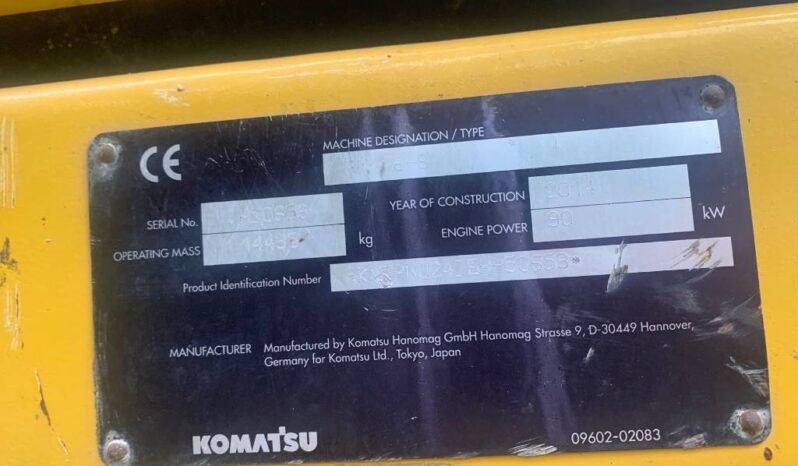 CE
MACHINE DESIGNATION / TYPE
SERIAL No.
YEAR OF CONSTRUCTION 2014
OPERATING MASS kg
ENGINE POWER 90 kW
Product Identification Number
MANUFACTURER Manufactured by Komatsu Hanomag GmbH Hanomag Strasse 9, D-30449 Hannover,
Germany for Komatsu Ltd., Tokyo, Japan
KOMATSU
09602-02083